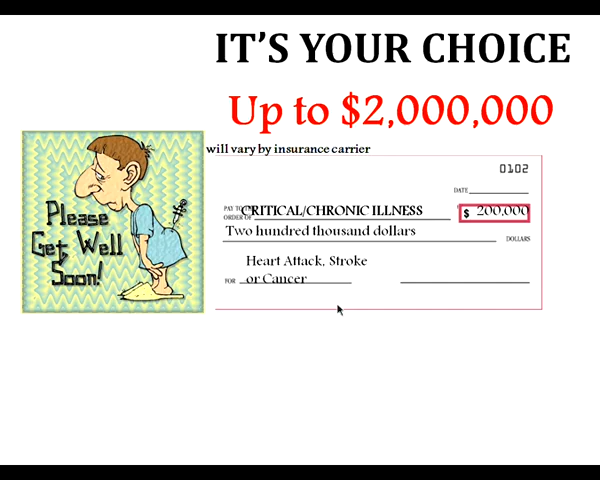 IT'S YOUR CHOICE
Up to $2,000,000
will vary by insurance carrier
Please
Get Well
Soon!
0102
DATE
PAY TO THE
ORDER OF CRITICAL/CHRONIC ILLNESS $ 200,000
Two hundred thousand dollars DOLLARS
Heart Attack, Stroke
FOR or Cancer